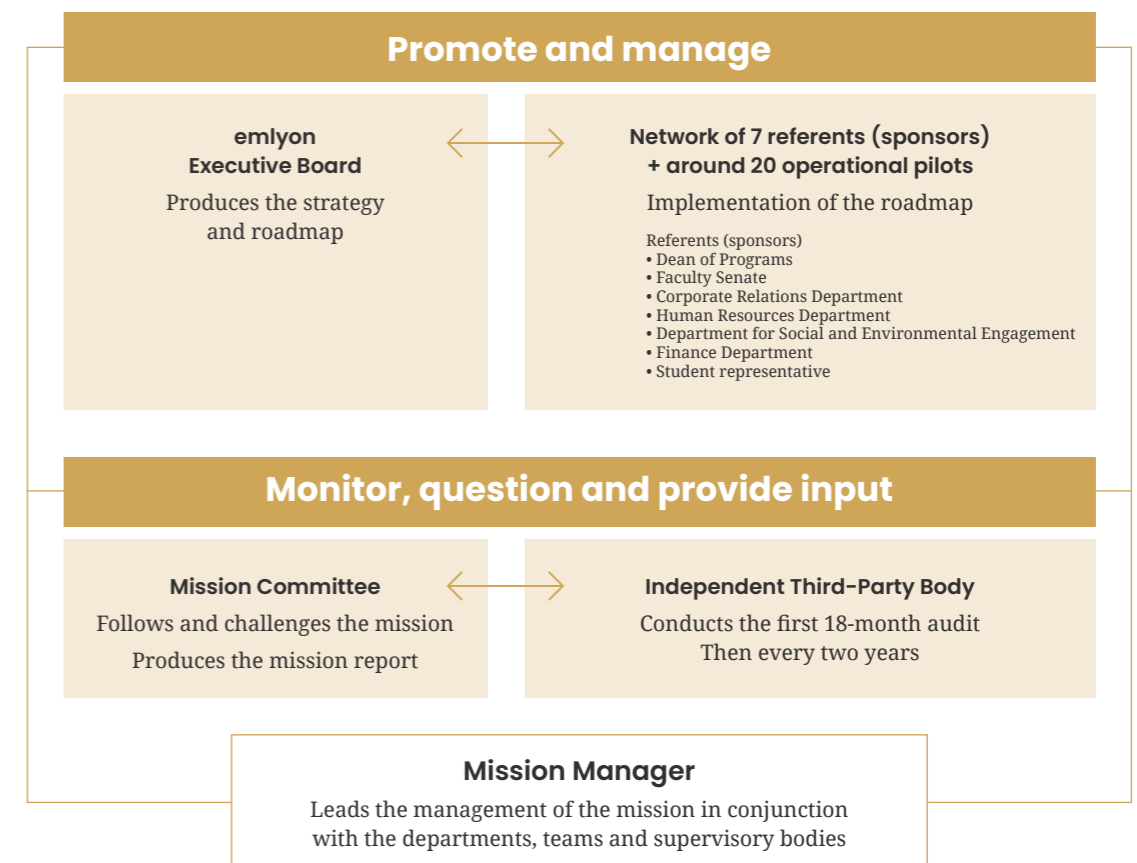 Promote and manage
emlyon
Executive Board
Produces the strategy
and roadmap
Network of 7 referents (sponsors)
+ around 20 operational pilots
Implementation of the roadmap
Referents (sponsors)
• Dean of Programs
• Faculty Senate
• Corporate Relations Department
• Human Resources Department
• Department for Social and Environmental Engagement
• Finance Department
• Student representative
Monitor, question and provide input
Mission Committee
Follows and challenges the mission
Produces the mission report
Independent Third-Party Body
Conducts the first 18-month audit
Then every two years
Mission Manager
Leads the management of the mission in conjunction
with the departments, teams and supervisory bodies